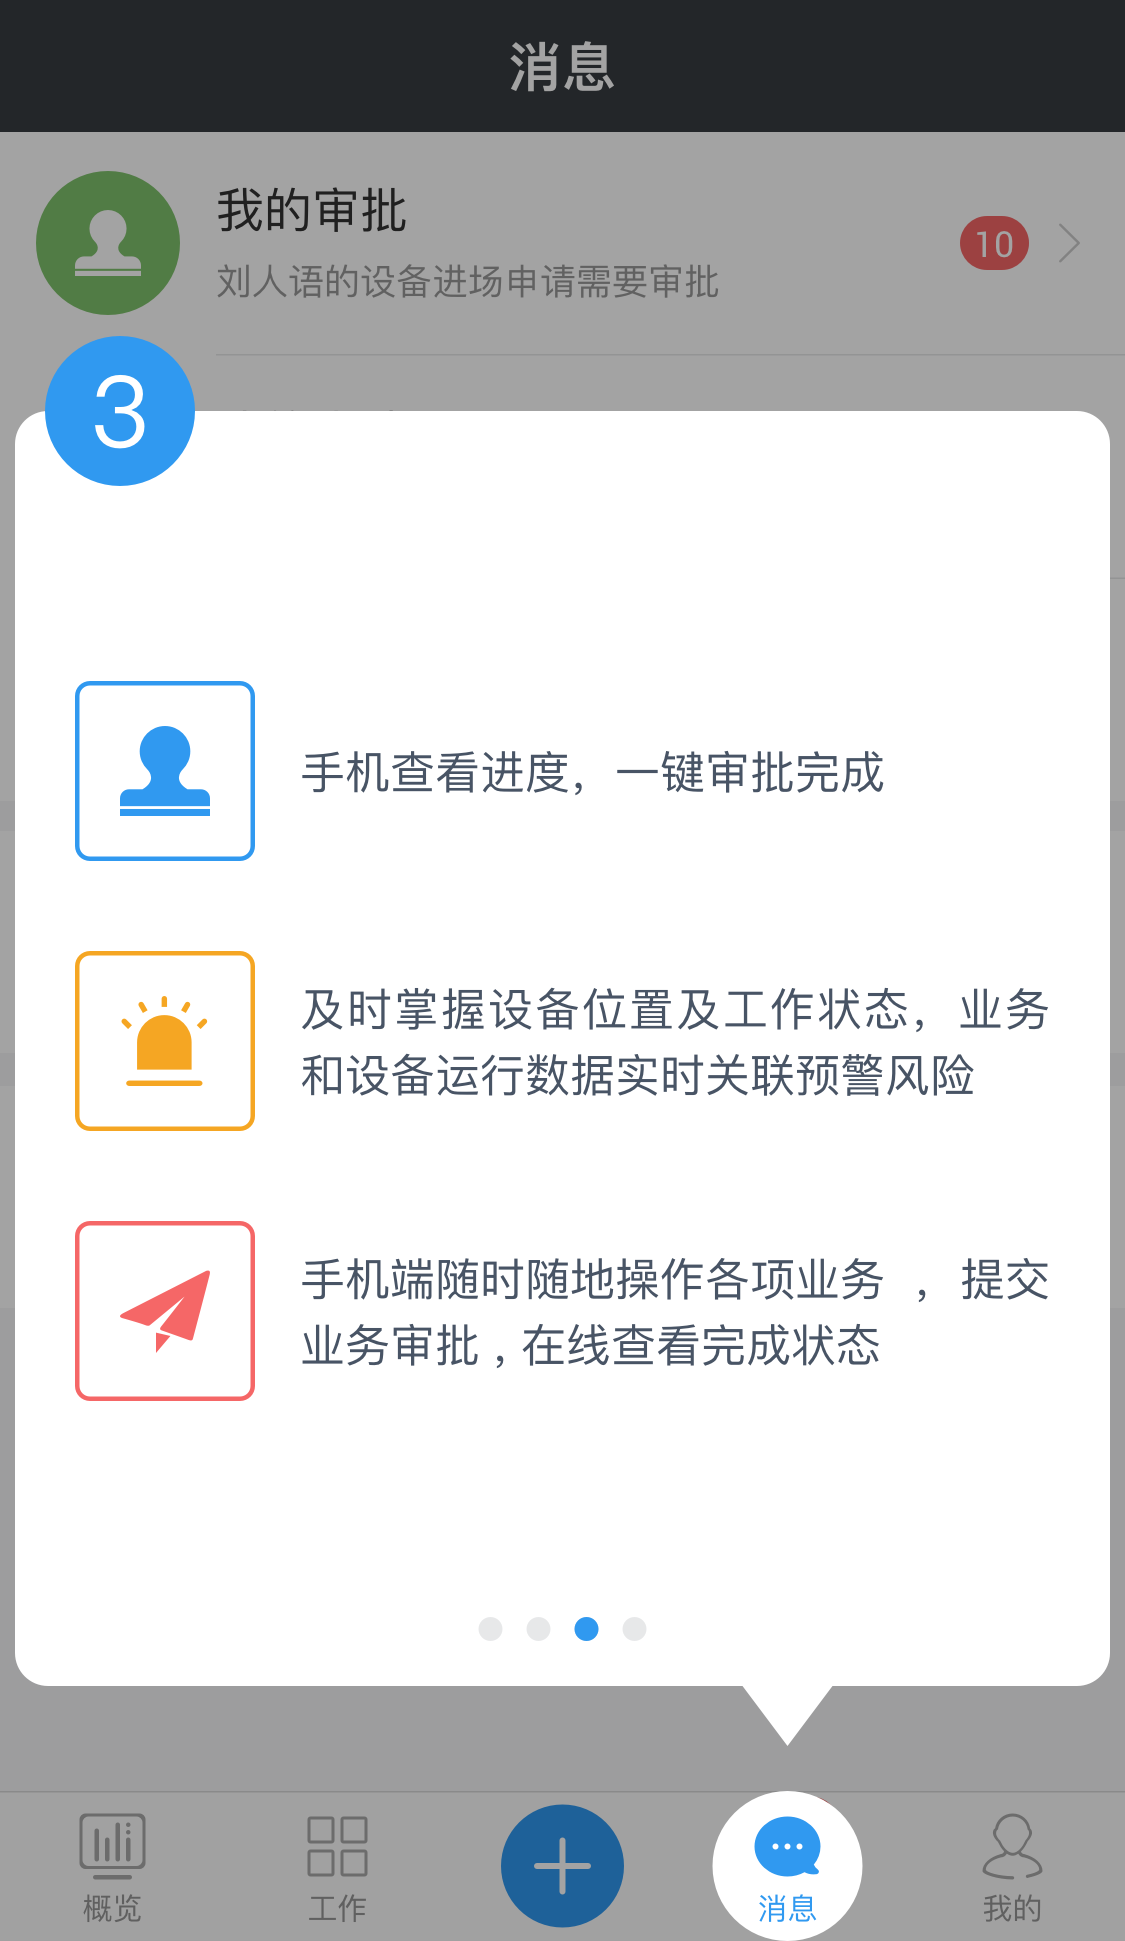 消息
我的审批
刘人语的设备进场申请需要审批
10
3
手机查看进度，一键审批完成
及时掌握设备位置及工作状态，业务
和设备运行数据实时关联预警风险
手机端随时随地操作各项业务 ，提交
业务审批 , 在线查看完成状态
概览
工作
消息
我的